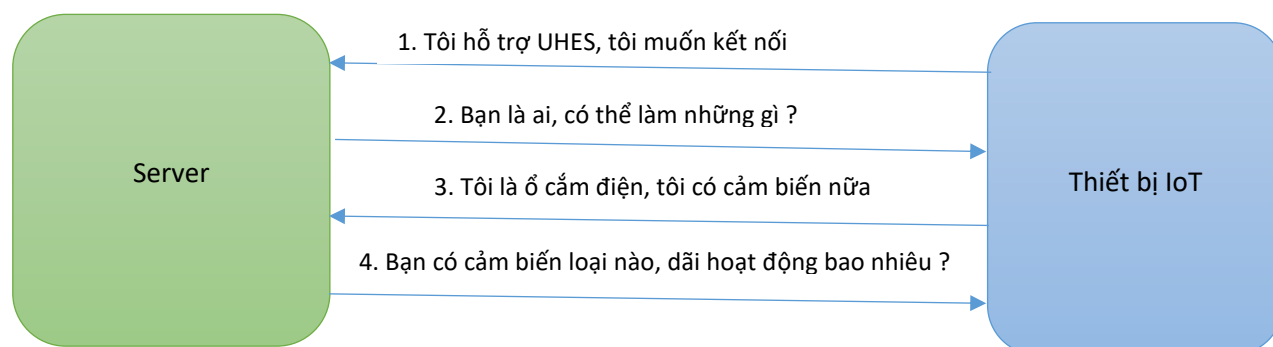 1. Tôi hỗ trợ UHES, tôi muốn kết nối
2. Bạn là ai, có thể làm những gì ?
Server
3. Tôi là ổ cắm điện, tôi có cảm biến nữa
Thiết bị IoT
4. Bạn có cảm biến loại nào, dãi hoạt động bao nhiêu ?